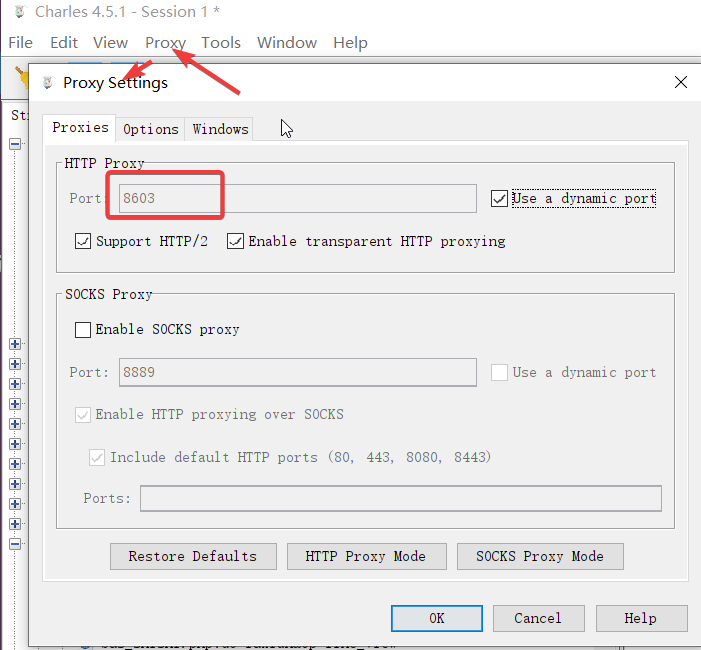 Charles 4.5.1 - Session 1 *
File Edit View Proxy Tools Window Help
Proxy Settings
Proxies Options Windows
HTTP Proxy
Port: 8603 Use a dynamic port
Support HTTP/2 Enable transparent HTTP proxying
SOCKS Proxy
Enable SOCKS proxy
Port: 8889 Use a dynamic port
Enable HTTP proxying over SOCKS
Include default HTTP ports (80, 443, 8080, 8443)
Ports:
Restore Defaults HTTP Proxy Mode SOCKS Proxy Mode
OK Cancel Help